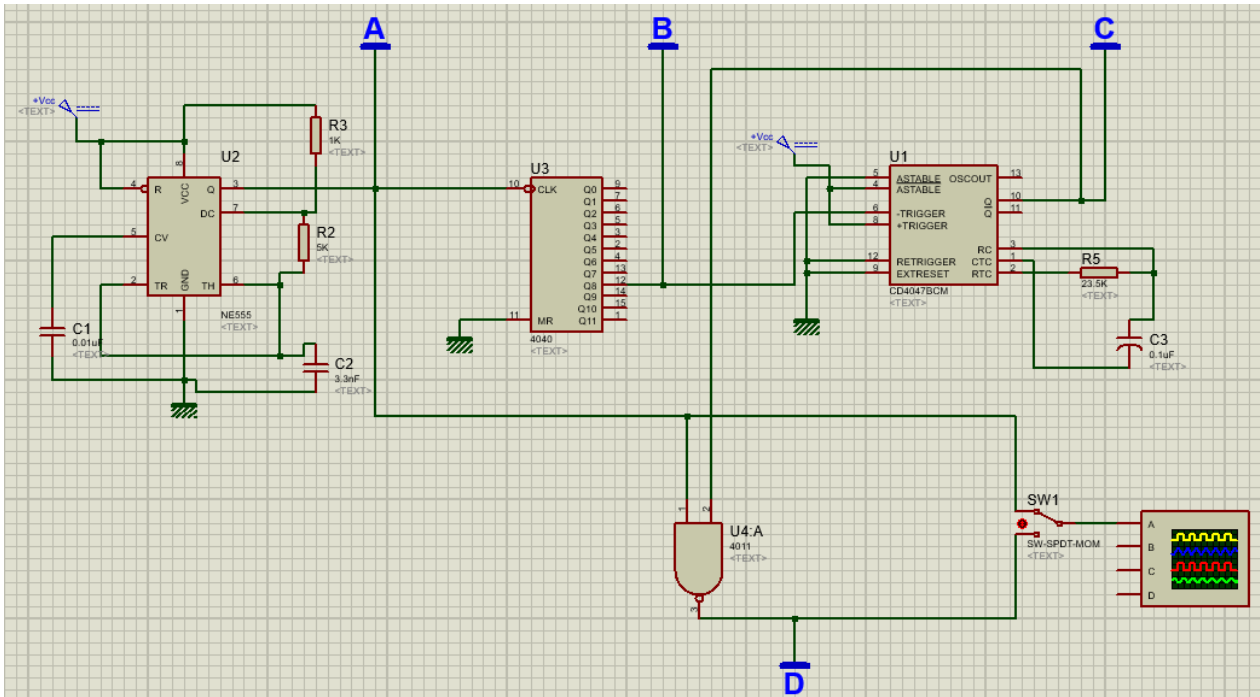 A
B
C
+Vcc
<TEXT>
R3
1K
<TEXT>
U2
8
4
R
VCC
Q
3
DC
7
5
CV
R2
5K
<TEXT>
2
TR
GND
TH
6
1
NE555
<TEXT>
C1
0.01uF
<TEXT>
C2
3.3nF
<TEXT>
U3
10
CLK
Q0
9
Q1
7
Q2
6
Q3
5
Q4
3
Q5
2
Q6
4
Q7
13
Q8
12
Q9
14
Q10
15
11
MR
Q11
1
4040
<TEXT>
+Vcc
<TEXT>
U1
5
ASTABLE
OSCOUT
13
4
ASTABLE
Q
10
6
-TRIGGER
Q
11
8
+TRIGGER
RC
3
12
RETRIGGER
CTC
1
9
EXTRESET
RTC
2
CD4047BCM
<TEXT>
R5
23.5K
<TEXT>
C3
0.1uF
<TEXT>
1
2
U4:A
4011
<TEXT>
3
SW1
SW-SPDT-MOM
<TEXT>
A
B
C
D
D